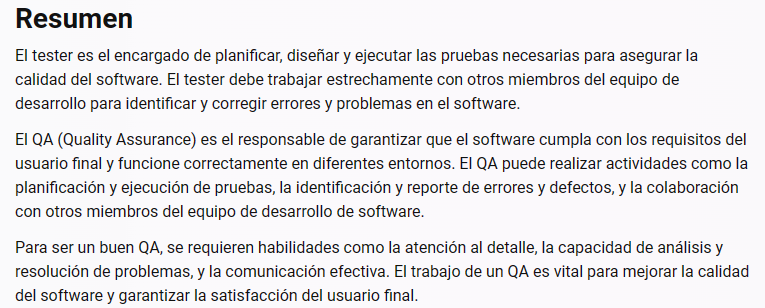 Resumen
El tester es el encargado de planificar, diseñar y ejecutar las pruebas necesarias para asegurar la
calidad del software. El tester debe trabajar estrechamente con otros miembros del equipo de
desarrollo para identificar y corregir errores y problemas en el software.
El QA (Quality Assurance) es el responsable de garantizar que el software cumpla con los requisitos del
usuario final y funcione correctamente en diferentes entornos. El QA puede realizar actividades como la
planificación y ejecución de pruebas, la identificación y reporte de errores y defectos, y la colaboración
con otros miembros del equipo de desarrollo de software.
Para ser un buen QA, se requieren habilidades como la atención al detalle, la capacidad de análisis y
resolución de problemas, y la comunicación efectiva. El trabajo de un QA es vital para mejorar la calidad
del software y garantizar la satisfacción del usuario final.